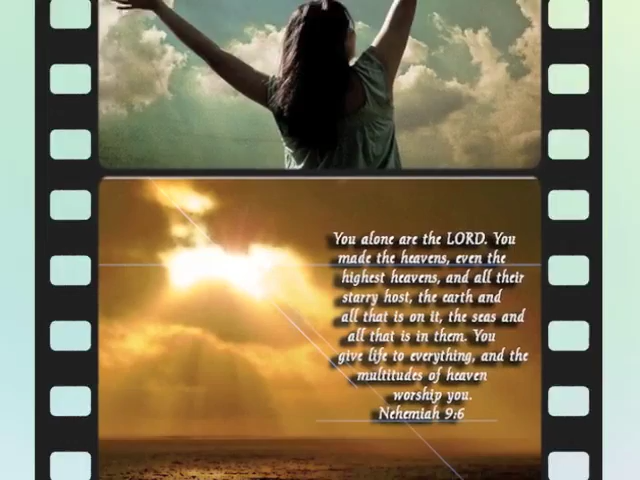 You alone are the LORD. You
made the heavens, even the
highest heavens, and all their
starry host, the earth and
all that is on it, the seas and
all that is in them. You
give life to everything, and the
multitudes of heaven
worship you.
Nehemiah 9:6